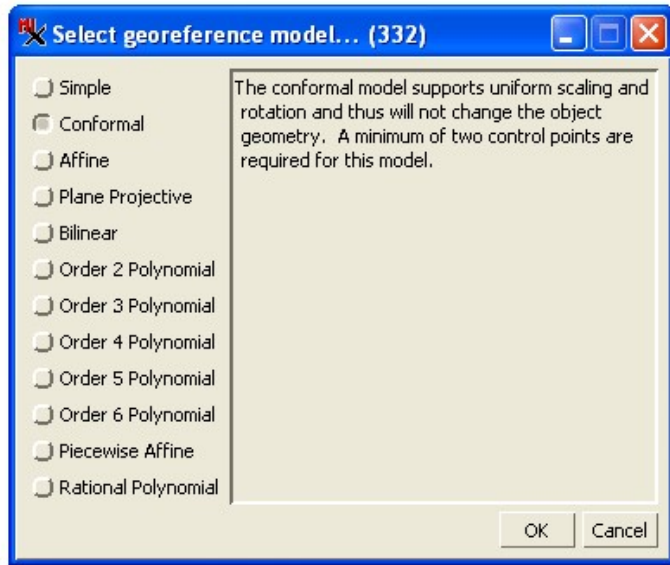 Select georeference model... (332)
Simple
Conformal
Affine
Plane Projective
Bilinear
Order 2 Polynomial
Order 3 Polynomial
Order 4 Polynomial
Order 5 Polynomial
Order 6 Polynomial
Piecewise Affine
Rational Polynomial
The conformal model supports uniform scaling and
rotation and thus will not change the object
geometry. A minimum of two control points are
required for this model.
OK
Cancel